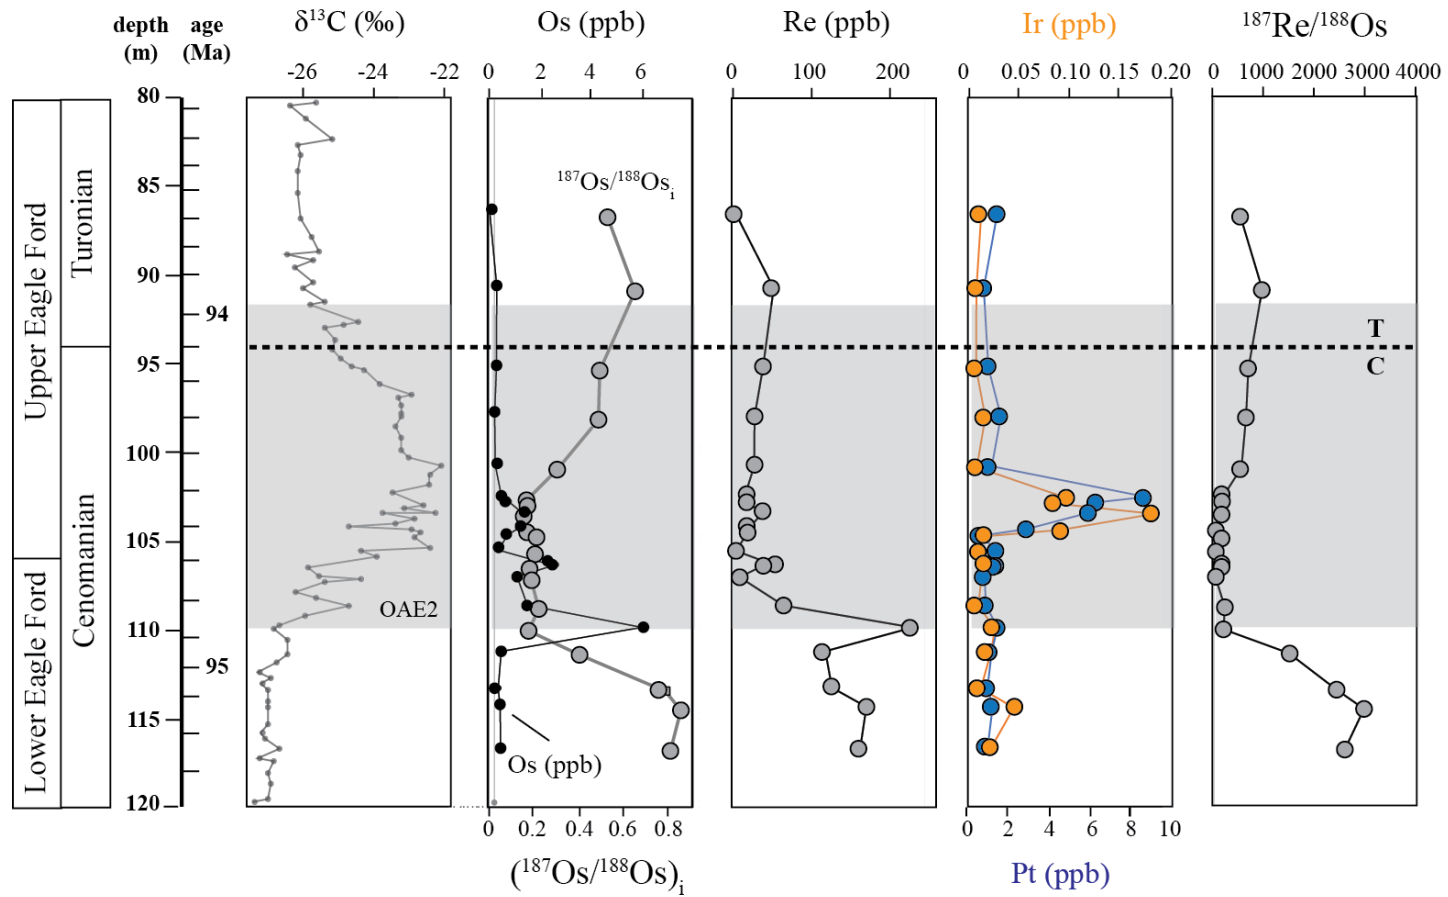 depth
(m)
age
(Ma)
δ¹³C (‰)
Os (ppb)
Re (ppb)
Ir (ppb)
¹⁸⁷Re/¹⁸⁸Os
-26 -24 -22
0 2 4 6
0 100 200
0 0.05 0.10 0.15 0.20
0 1000 2000 3000 4000
80
85
90
95
100
105
110
115
120
94
95
Upper Eagle Ford
Lower Eagle Ford
Turonian
Cenomanian
OAE2
¹⁸⁷Os/¹⁸⁸Osᵢ
Os (ppb)
T
C
0 0.2 0.4 0.6 0.8
0 2 4 6 8 10
(¹⁸⁷Os/¹⁸⁸Os)ᵢ
Pt (ppb)